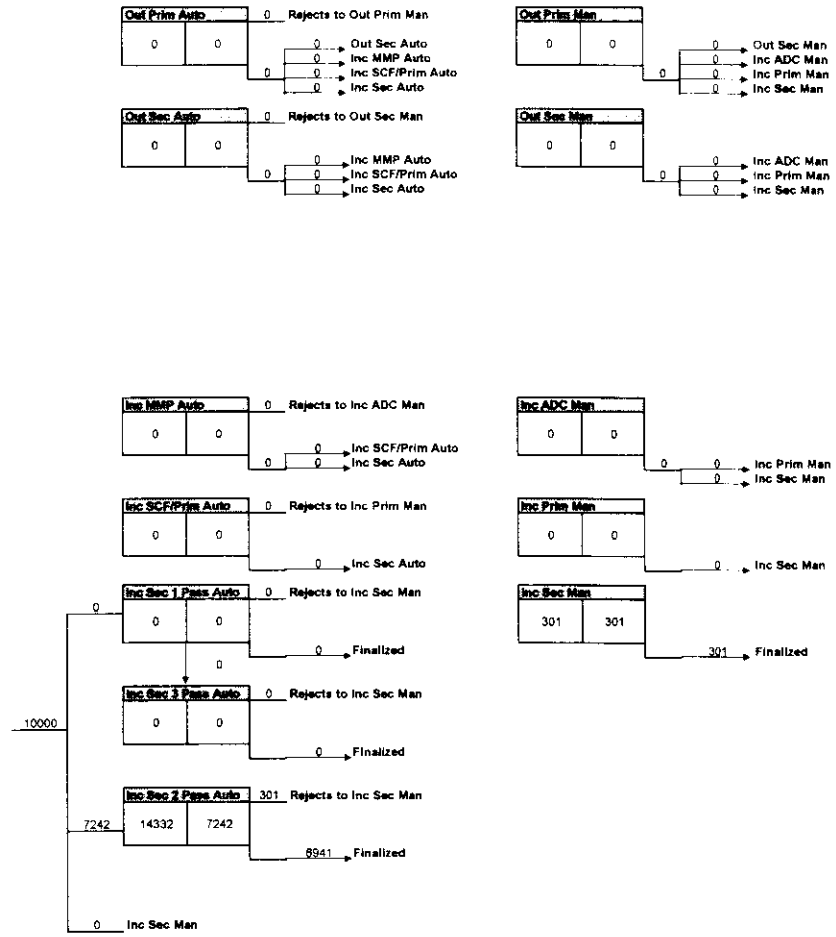 Out Prim Auto 0 Rejects to Out Prim Man
0 0
0 Out Sec Auto
0 Inc MMP Auto
0 0 Inc SCF/Prim Auto
0 Inc Sec Auto
Out Prim Man
0 0
0 Out Sec Man
0 Inc ADC Man
0 0 Inc Prim Man
0 Inc Sec Man
Out Sec Auto 0 Rejects to Out Sec Man
0 0
0 Inc MMP Auto
0 0 Inc SCF/Prim Auto
0 Inc Sec Auto
Out Sec Man
0 0
0 Inc ADC Man
0 0 Inc Prim Man
0 Inc Sec Man
Inc MMP Auto 0 Rejects to Inc ADC Man
0 0
0 Inc SCF/Prim Auto
0 0 Inc Sec Auto
Inc ADC Man
0 0
0 0 Inc Prim Man
0 Inc Sec Man
Inc SCF/Prim Auto 0 Rejects to Inc Prim Man
0 0
0 Inc Sec Auto
Inc Prim Man
0 0
0 Inc Sec Man
0
Inc Sec 1 Pass Auto 0 Rejects to Inc Sec Man
0 0
0 Finalized
0
Inc Sec Man
301 301
301 Finalized
Inc Sec 3 Pass Auto 0 Rejects to Inc Sec Man
10000
0 0
0 Finalized
Inc Sec 2 Pass Auto 301 Rejects to Inc Sec Man
7242 14332 7242
6941 Finalized
0 Inc Sec Man